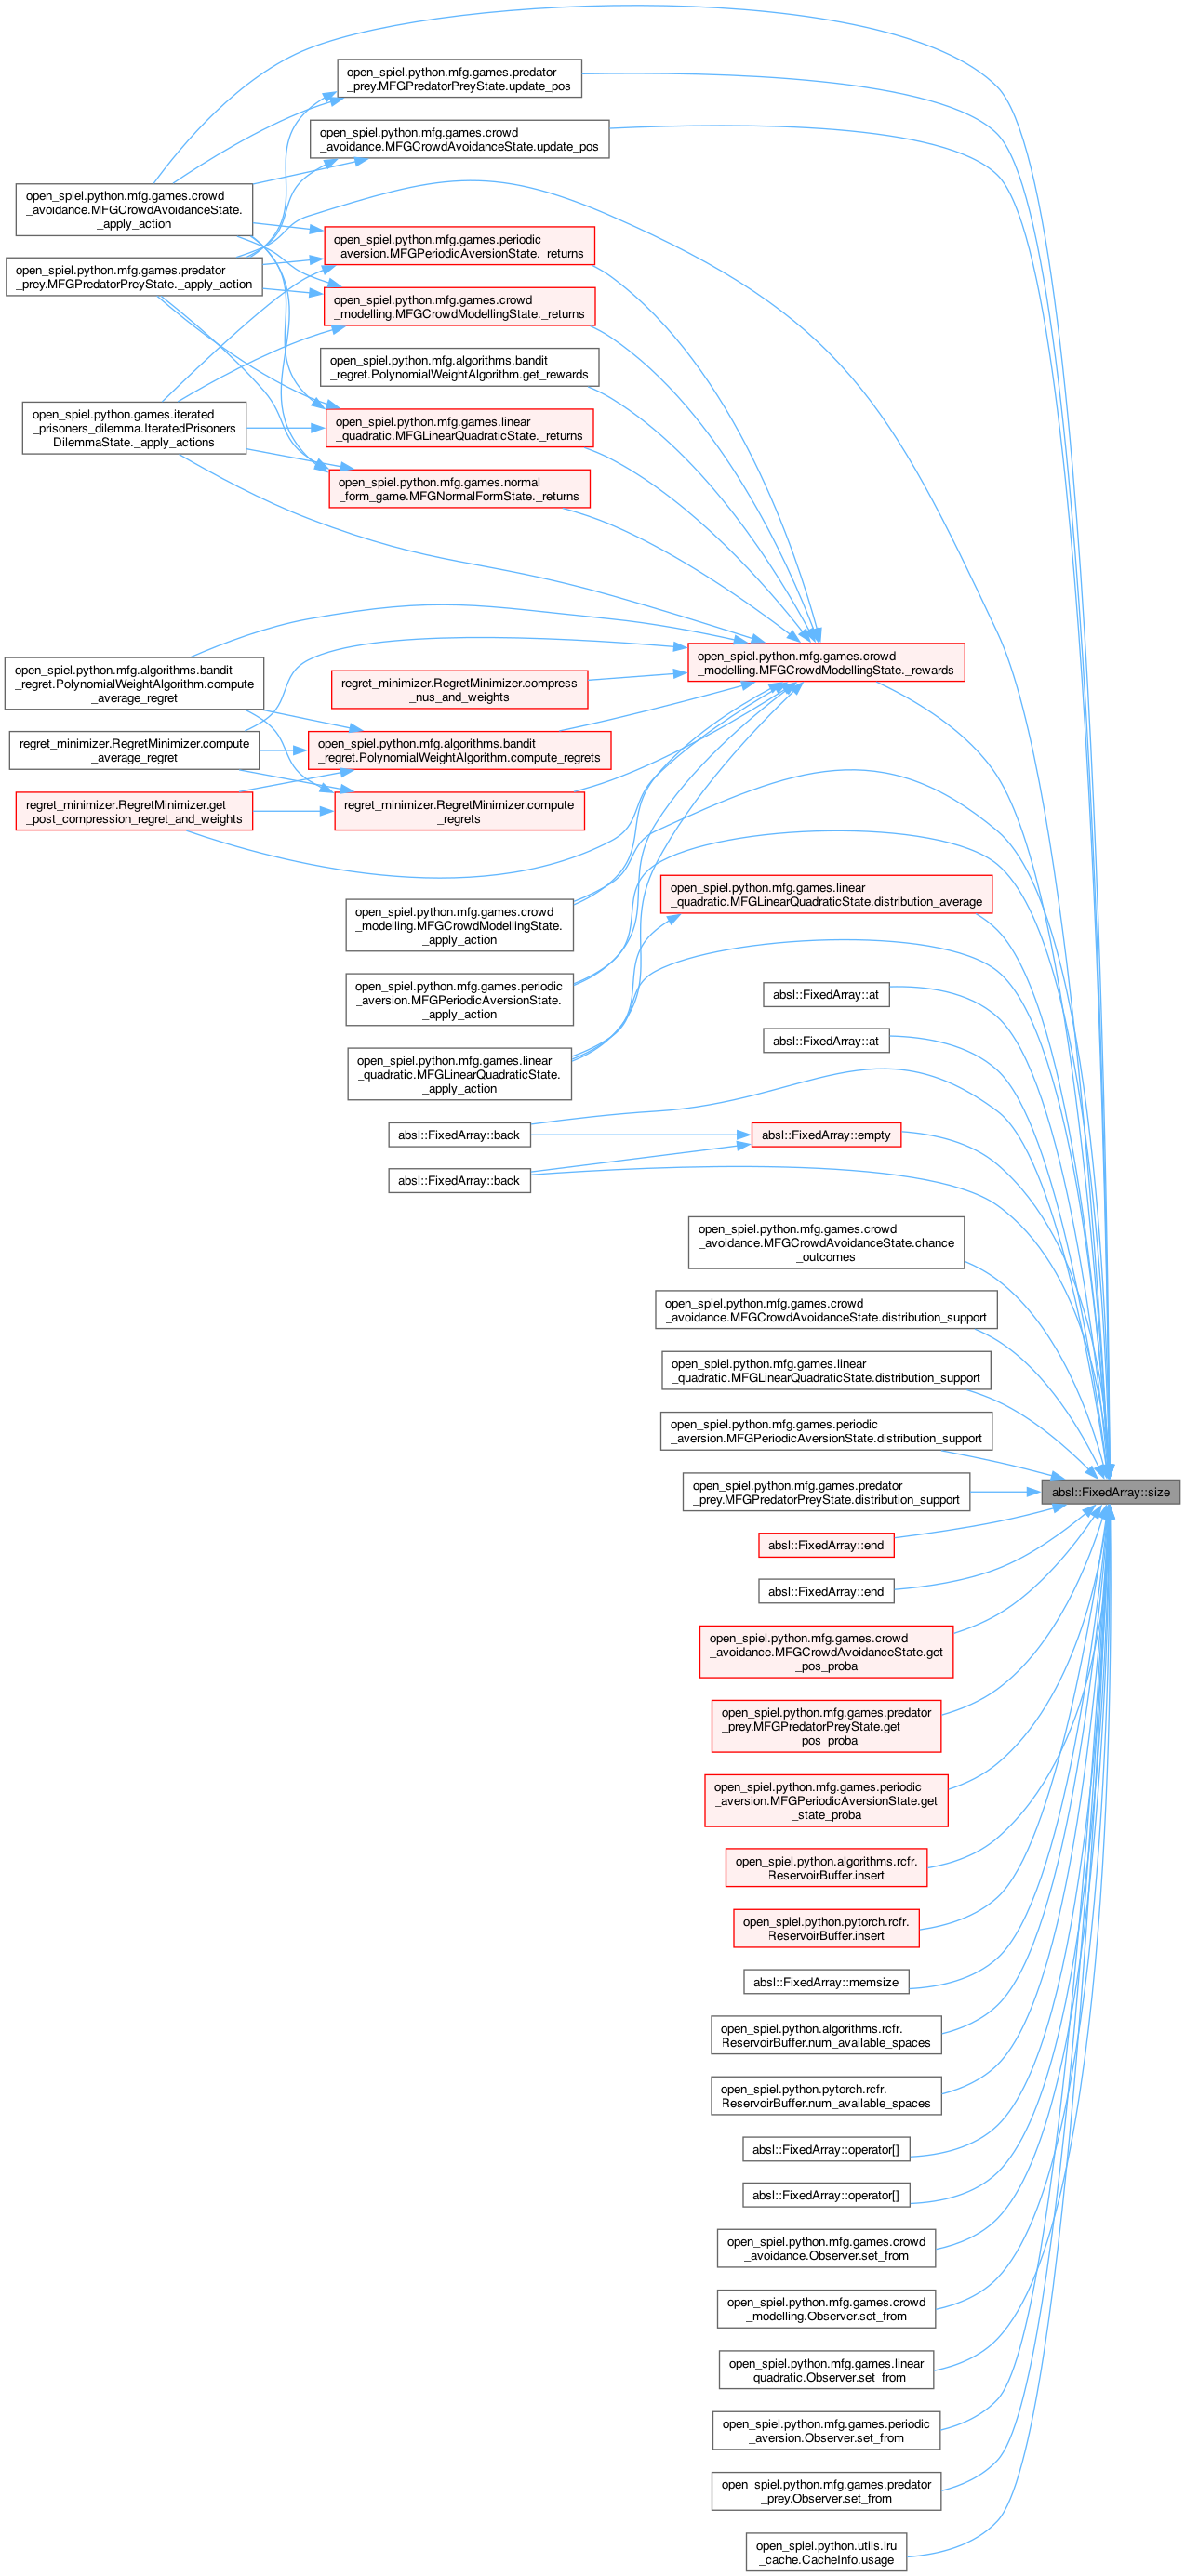 open_spiel.python.mfg.games.predator
_prey.MFGPredatorPreyState.update_pos
open_spiel.python.mfg.games.crowd
_avoidance.MFGCrowdAvoidanceState.update_pos
open_spiel.python.mfg.games.crowd
_avoidance.MFGCrowdAvoidanceState.
_apply_action
open_spiel.python.mfg.games.periodic
_aversion.MFGPeriodicAversionState._returns
open_spiel.python.mfg.games.predator
_prey.MFGPredatorPreyState._apply_action
open_spiel.python.mfg.games.crowd
_modelling.MFGCrowdModellingState._returns
open_spiel.python.mfg.algorithms.bandit
_regret.PolynomialWeightAlgorithm.get_rewards
open_spiel.python.games.iterated
_prisoners_dilemma.IteratedPrisoners
DilemmaState._apply_actions
open_spiel.python.mfg.games.linear
_quadratic.MFGLinearQuadraticState._returns
open_spiel.python.mfg.games.normal
_form_game.MFGNormalFormState._returns
open_spiel.python.mfg.games.crowd
_modelling.MFGCrowdModellingState._rewards
open_spiel.python.mfg.algorithms.bandit
_regret.PolynomialWeightAlgorithm.compute
_average_regret
regret_minimizer.RegretMinimizer.compress
_nus_and_weights
regret_minimizer.RegretMinimizer.compute
_average_regret
open_spiel.python.mfg.algorithms.bandit
_regret.PolynomialWeightAlgorithm.compute_regrets
regret_minimizer.RegretMinimizer.get
_post_compression_regret_and_weights
regret_minimizer.RegretMinimizer.compute
_regrets
open_spiel.python.mfg.games.linear
_quadratic.MFGLinearQuadraticState.distribution_average
open_spiel.python.mfg.games.crowd
_modelling.MFGCrowdModellingState.
_apply_action
open_spiel.python.mfg.games.periodic
_aversion.MFGPeriodicAversionState.
_apply_action
absl::FixedArray::at
absl::FixedArray::at
open_spiel.python.mfg.games.linear
_quadratic.MFGLinearQuadraticState.
_apply_action
absl::FixedArray::back
absl::FixedArray::empty
absl::FixedArray::back
open_spiel.python.mfg.games.crowd
_avoidance.MFGCrowdAvoidanceState.chance
_outcomes
open_spiel.python.mfg.games.crowd
_avoidance.MFGCrowdAvoidanceState.distribution_support
open_spiel.python.mfg.games.linear
_quadratic.MFGLinearQuadraticState.distribution_support
open_spiel.python.mfg.games.periodic
_aversion.MFGPeriodicAversionState.distribution_support
open_spiel.python.mfg.games.predator
_prey.MFGPredatorPreyState.distribution_support
absl::FixedArray::size
absl::FixedArray::end
absl::FixedArray::end
open_spiel.python.mfg.games.crowd
_avoidance.MFGCrowdAvoidanceState.get
_pos_proba
open_spiel.python.mfg.games.predator
_prey.MFGPredatorPreyState.get
_pos_proba
open_spiel.python.mfg.games.periodic
_aversion.MFGPeriodicAversionState.get
_state_proba
open_spiel.python.algorithms.rcfr.
ReservoirBuffer.insert
open_spiel.python.pytorch.rcfr.
ReservoirBuffer.insert
absl::FixedArray::memsize
open_spiel.python.algorithms.rcfr.
ReservoirBuffer.num_available_spaces
open_spiel.python.pytorch.rcfr.
ReservoirBuffer.num_available_spaces
absl::FixedArray::operator[]
absl::FixedArray::operator[]
open_spiel.python.mfg.games.crowd
_avoidance.Observer.set_from
open_spiel.python.mfg.games.crowd
_modelling.Observer.set_from
open_spiel.python.mfg.games.linear
_quadratic.Observer.set_from
open_spiel.python.mfg.games.periodic
_aversion.Observer.set_from
open_spiel.python.mfg.games.predator
_prey.Observer.set_from
open_spiel.python.utils.lru
_cache.CacheInfo.usage